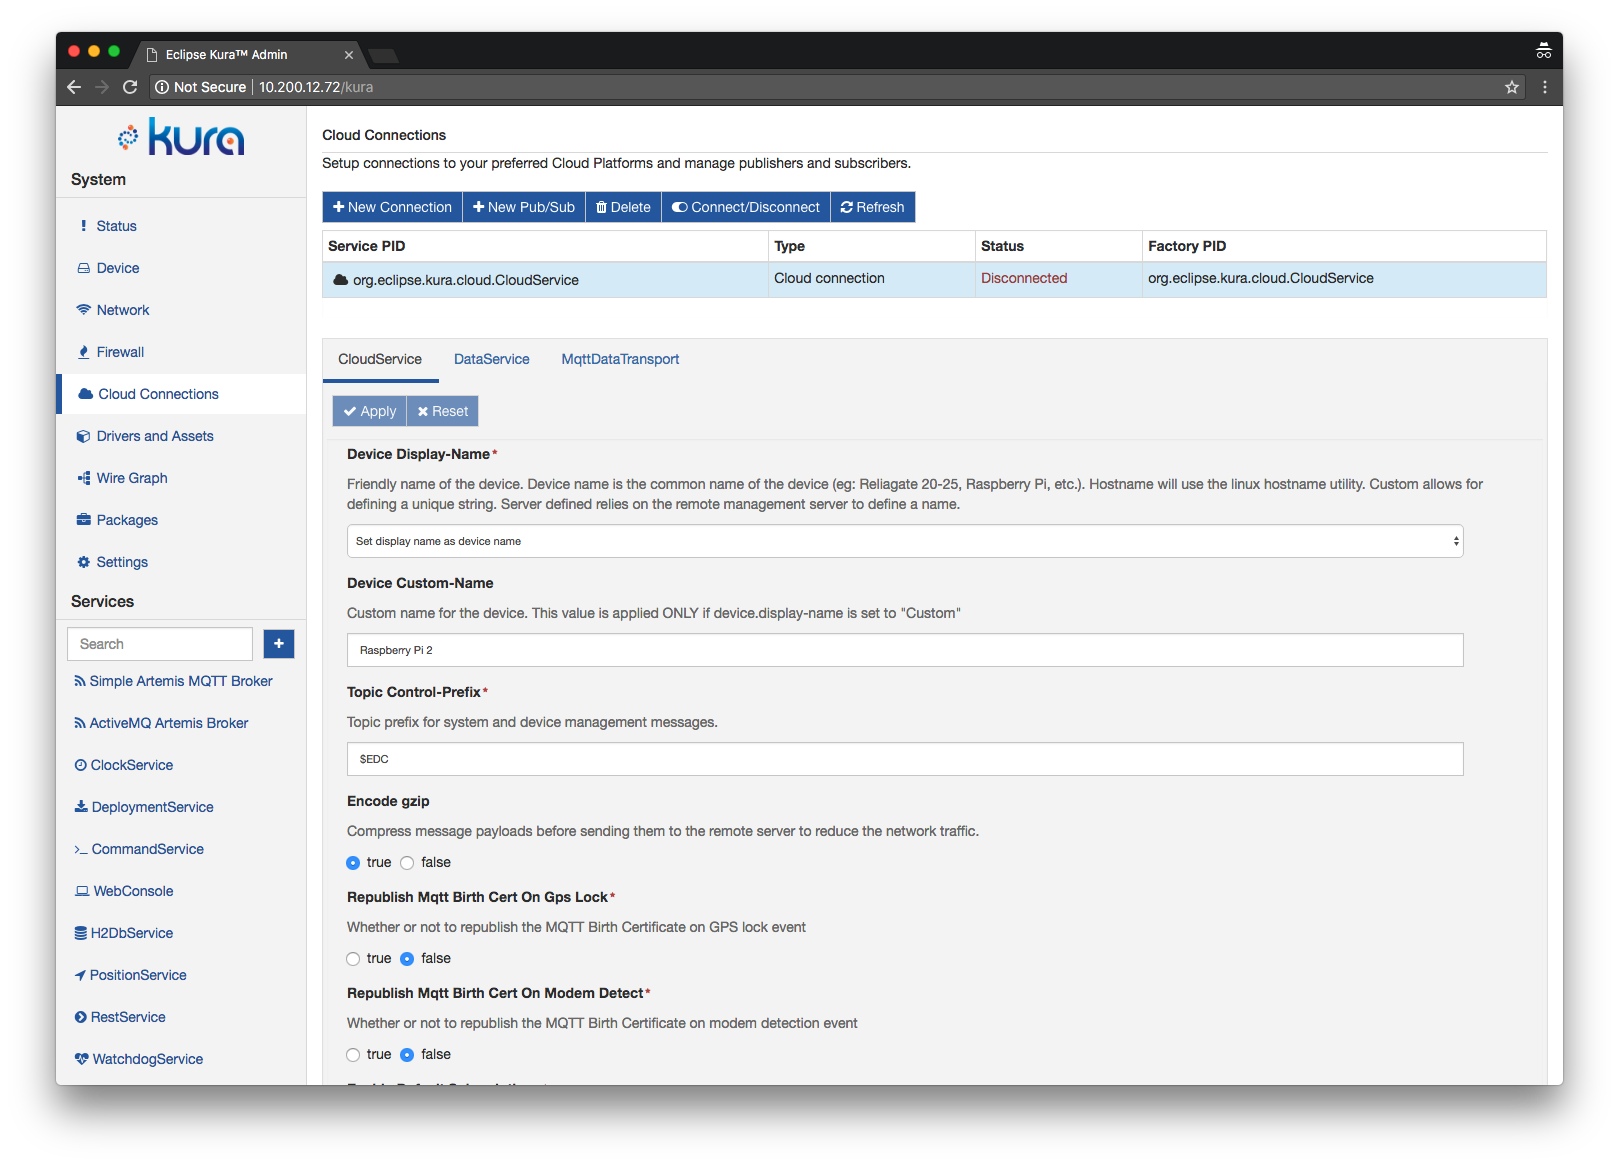 Eclipse Kura™ Admin
Not Secure 10.200.12.72/kura
kura
System
Status
Device
Network
Firewall
Cloud Connections
Drivers and Assets
Wire Graph
Packages
Settings
Services
Search
Simple Artemis MQTT Broker
ActiveMQ Artemis Broker
ClockService
DeploymentService
CommandService
WebConsole
H2DbService
PositionService
RestService
WatchdogService
Cloud Connections
Setup connections to your preferred Cloud Platforms and manage publishers and subscribers.
New Connection New Pub/Sub Delete Connect/Disconnect Refresh
Service PID Type Status Factory PID
org.eclipse.kura.cloud.CloudService Cloud connection Disconnected org.eclipse.kura.cloud.CloudService
CloudService DataService MqttDataTransport
Apply Reset
Device Display-Name*
Friendly name of the device. Device name is the common name of the device (eg: Reliagate 20-25, Raspberry Pi, etc.). Hostname will use the linux hostname utility. Custom allows for
defining a unique string. Server defined relies on the remote management server to define a name.
Set display name as device name
Device Custom-Name
Custom name for the device. This value is applied ONLY if device.display-name is set to "Custom"
Raspberry Pi 2
Topic Control-Prefix*
Topic prefix for system and device management messages.
$EDC
Encode gzip
Compress message payloads before sending them to the remote server to reduce the network traffic.
true false
Republish Mqtt Birth Cert On Gps Lock*
Whether or not to republish the MQTT Birth Certificate on GPS lock event
true false
Republish Mqtt Birth Cert On Modem Detect*
Whether or not to republish the MQTT Birth Certificate on modem detection event
true false